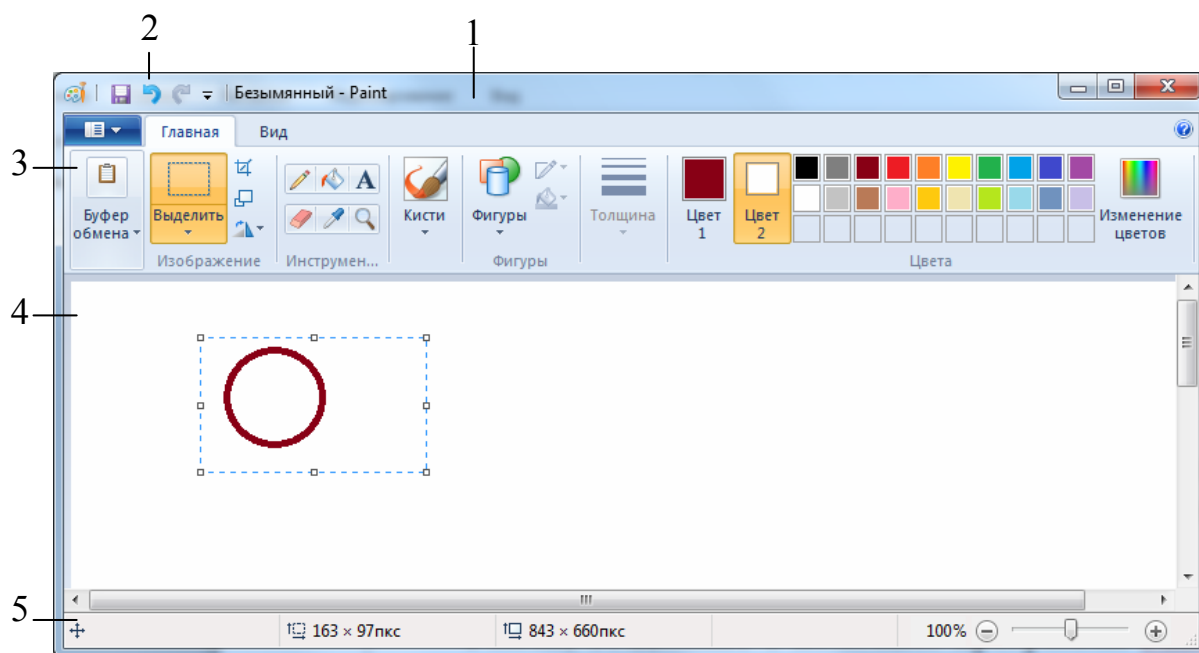 2
1
Безымянный - Paint
Главная
Вид
3
Буфер
обмена
Выделить
A
Кисти
Фигуры
Толщина
Цвет
1
Цвет
2
Изменение
цветов
Изображение
Инструмен...
Фигуры
Цвета
4
5
163 × 97пкс
843 × 660пкс
100%